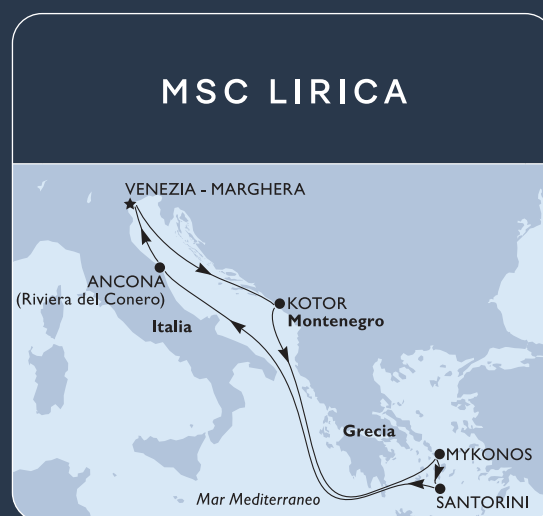 MSC LIRICA
VENEZIA - MARGHERA
ANCONA
(Riviera del Conero)
Italia
KOTOR
Montenegro
Grecia
MYKONOS
SANTORINI
Mar Mediterraneo